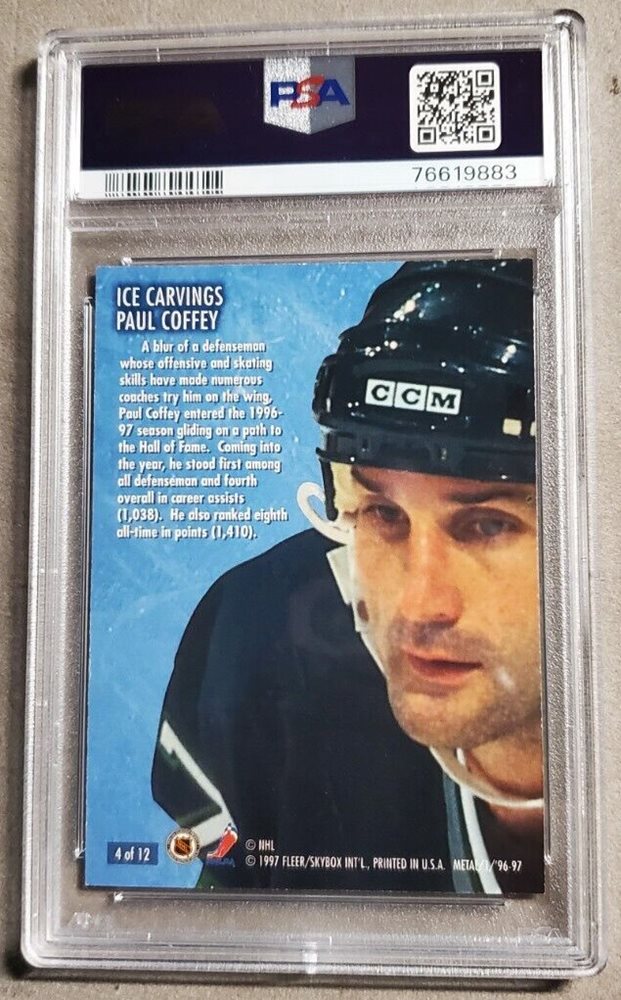 PSA
76619883
ICE CARVINGS
PAUL COFFEY
A blur of a defenseman
whose offensive and skating
skills have made numerous
coaches try him on the wing,
Paul Coffey entered the 1996-
97 season gliding on a path to
the Hall of Fame. Coming into
the year, he stood first among
all defenseman and fourth
overall in career assists
(1,038). He also ranked eighth
all-time in points (1,410).
CCM
4 of 12
© NHL
© 1997 FLEER/SKYBOX INT'L., PRINTED IN U.S.A. METAL/1/'96-97